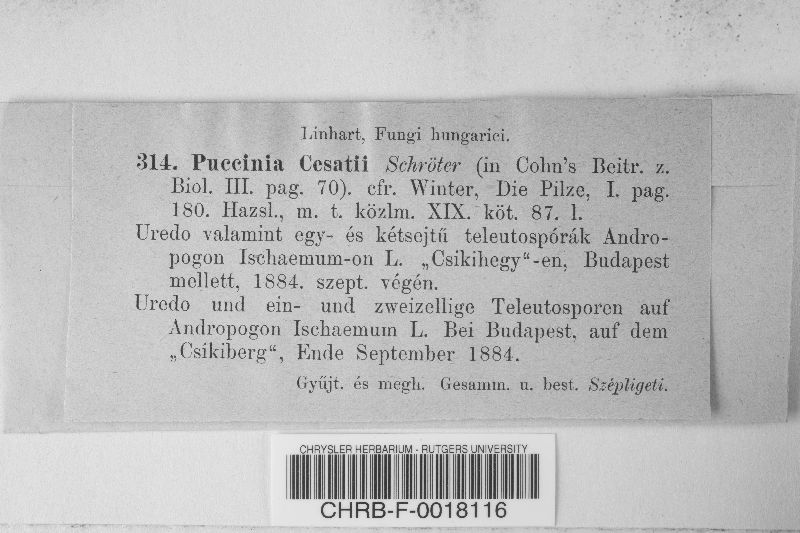 Linhart, Fungi hungarici.
314. Puccinia Cesatii Schröter (in Cohn's Beitr. z.
Biol. III. pag. 70). cfr. Winter, Die Pilze, I. pag.
180. Hazsl., m. t. közlm. XIX. köt. 87. l.
Uredo valamint egy- és kétsejtű teleutospórák Andro-
pogon Ischaemum-on L. „Csikihegy“-en, Budapest
mellett, 1884. szept. végén.
Uredo und ein- und zweizellige Teleutosporen auf
Andropogon Ischaemum L. Bei Budapest, auf dem
„Csikiberg“, Ende September 1884.
Gyűjt. és megh. Gesamm. u. best. Szépligeti.
CHRYSLER HERBARIUM - RUTGERS UNIVERSITY
CHRB-F-0018116